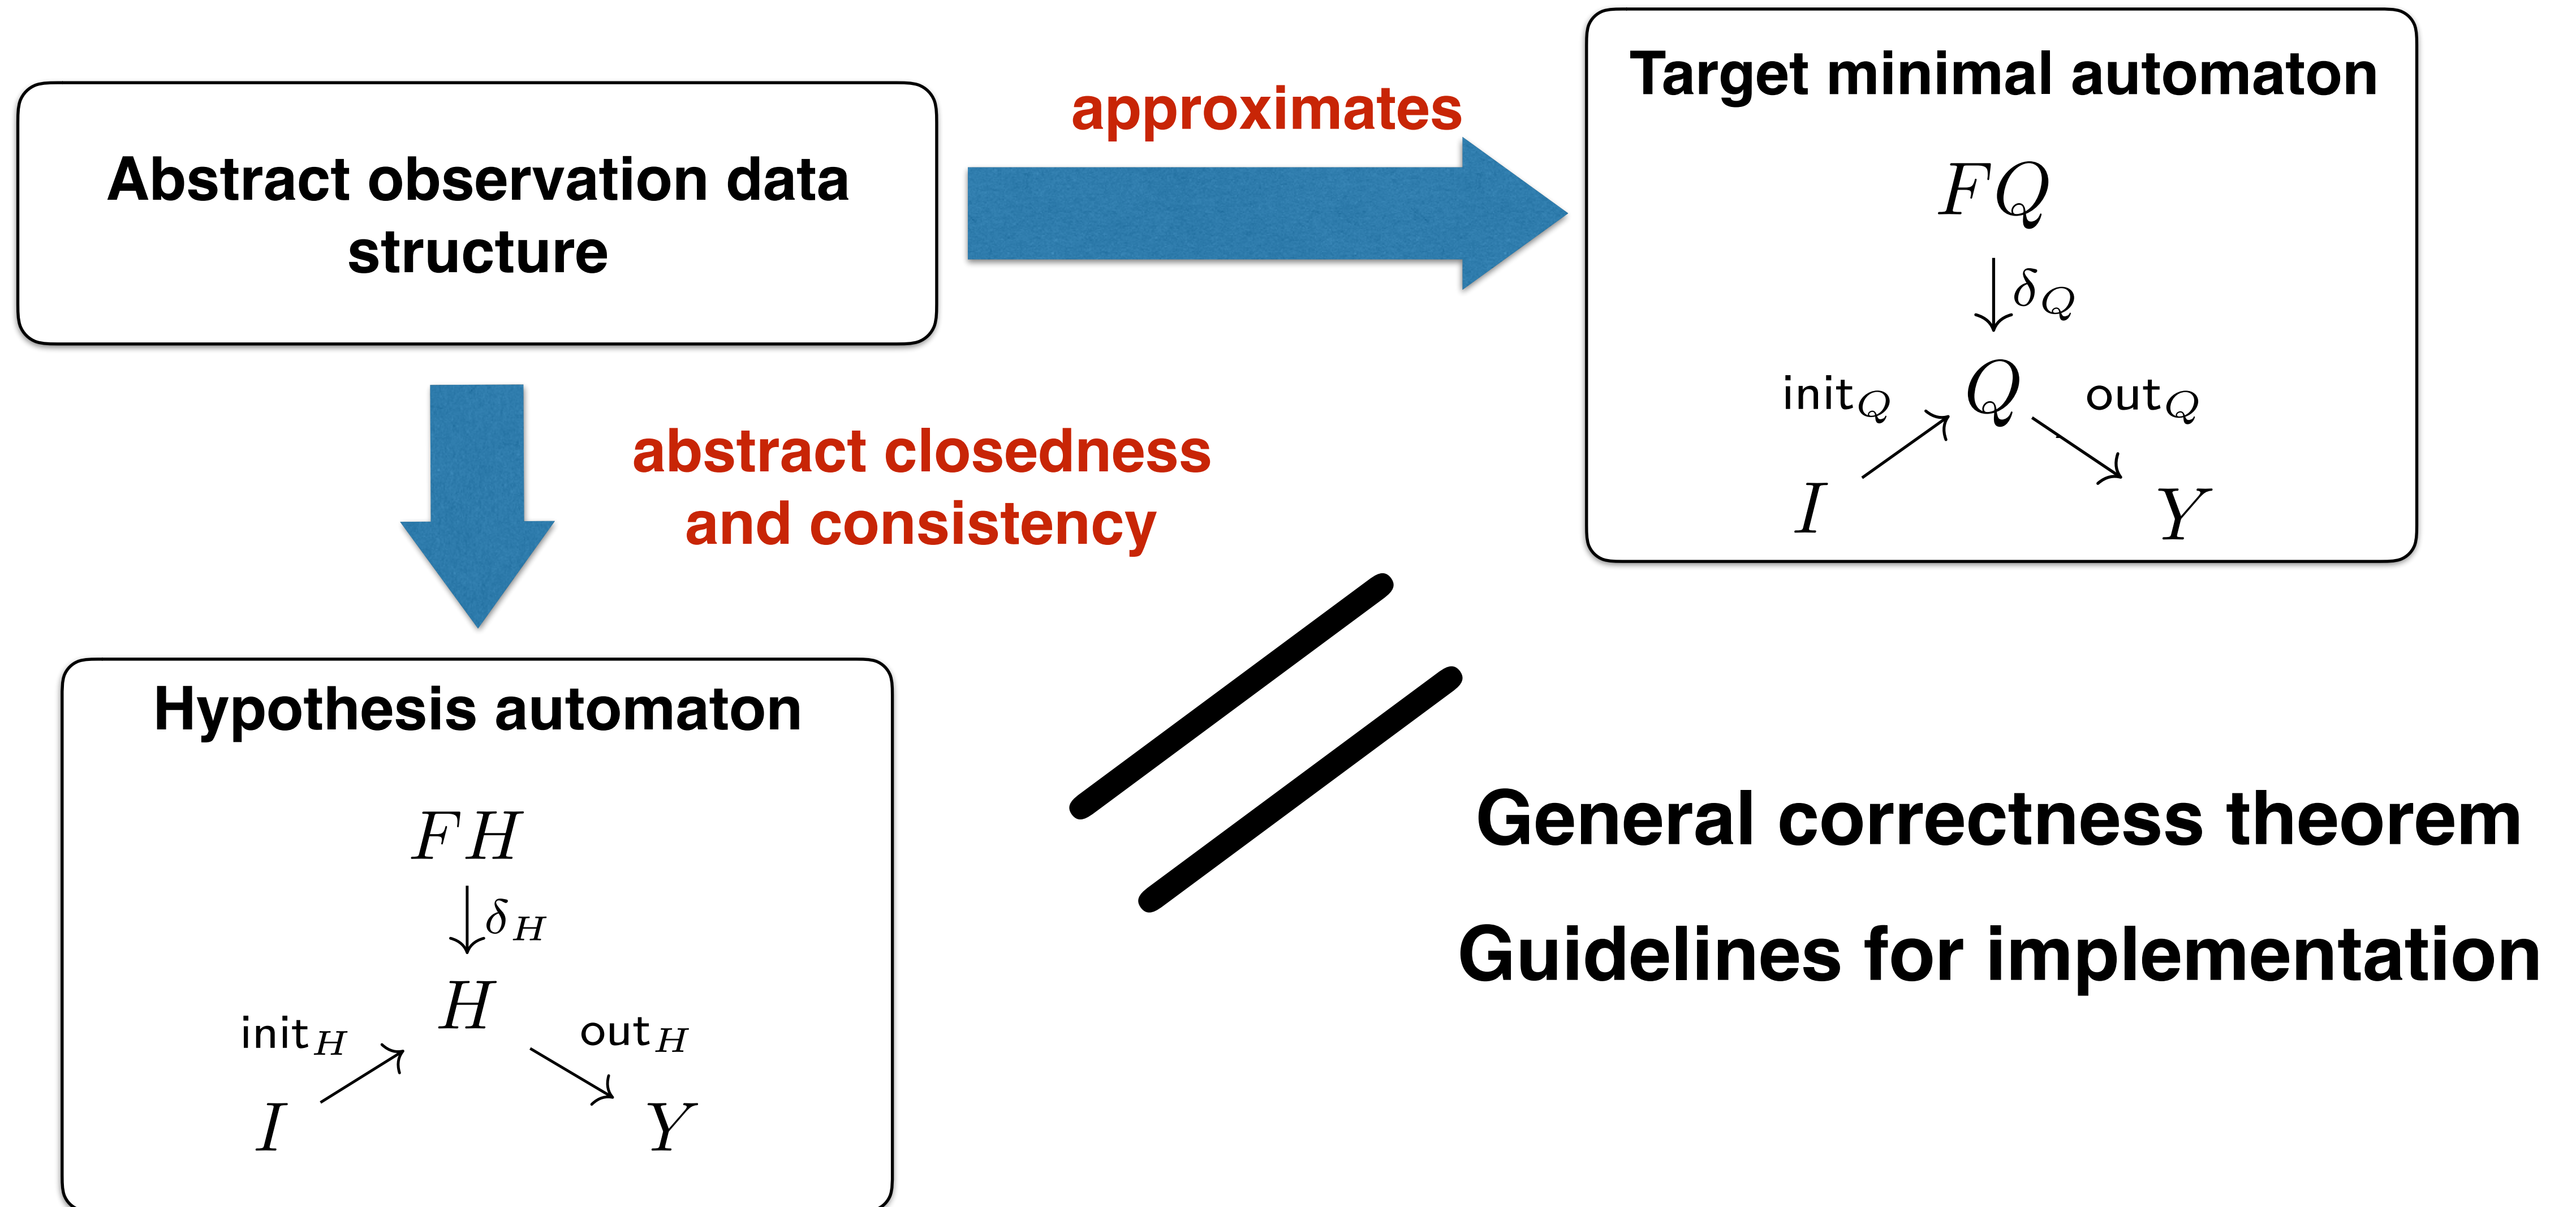 Abstract observation data
structure
approximates
Target minimal automaton
FQ
δ_Q
init_Q
Q
out_Q
I
Y
abstract closedness
and consistency
Hypothesis automaton
FH
δ_H
H
init_H
out_H
I
Y
General correctness theorem
Guidelines for implementation